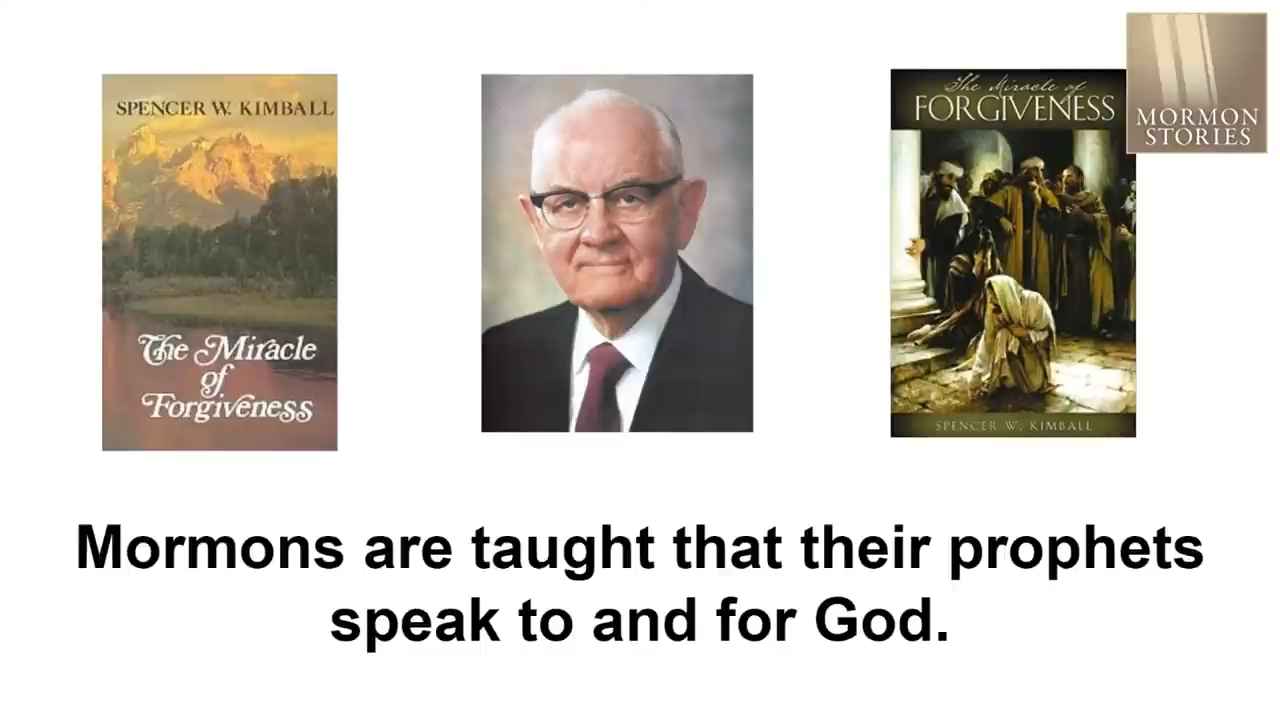 SPENCER W. KIMBALL
The Miracle
of
Forgiveness
The Miracle of
FORGIVENESS
SPENCER W. KIMBALL
MORMON
STORIES
Mormons are taught that their prophets
speak to and for God.